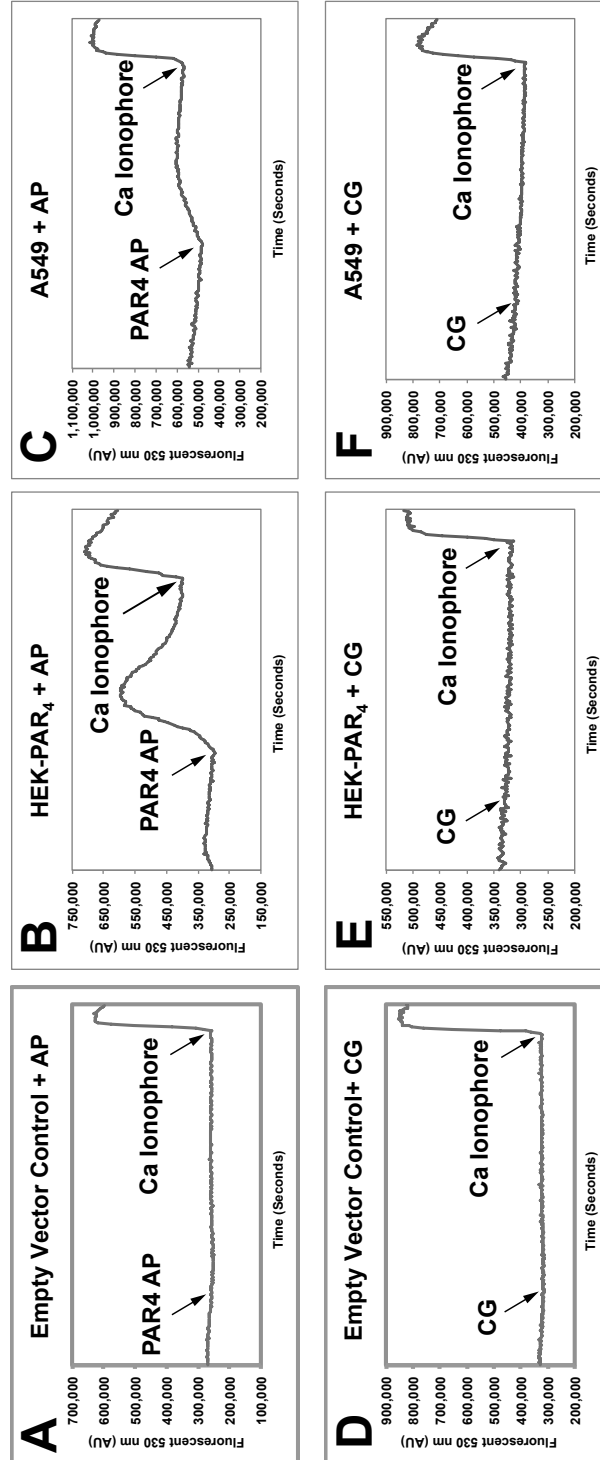 A
Empty Vector Control + AP
Fluorescent 530 nm (AU)
700,000
600,000
500,000
400,000
300,000
200,000
100,000
PAR4 AP
Ca Ionophore
Time (Seconds)
B
HEK-PAR4 + AP
Fluorescent 530 nm (AU)
750,000
650,000
550,000
450,000
350,000
250,000
150,000
PAR4 AP
Ca Ionophore
Time (Seconds)
C
A549 + AP
Fluorescent 530 nm (AU)
1,100,000
1,000,000
900,000
800,000
700,000
600,000
500,000
400,000
300,000
200,000
PAR4 AP
Ca Ionophore
Time (Seconds)
D
Empty Vector Control+ CG
Fluorescent 530 nm (AU)
900,000
800,000
700,000
600,000
500,000
400,000
300,000
200,000
CG
Ca Ionophore
Time (Seconds)
E
HEK-PAR4 + CG
Fluorescent 530 nm (AU)
550,000
500,000
450,000
400,000
350,000
300,000
250,000
200,000
CG
Ca Ionophore
Time (Seconds)
F
A549 + CG
Fluorescent 530 nm (AU)
900,000
800,000
700,000
600,000
500,000
400,000
300,000
200,000
CG
Ca Ionophore
Time (Seconds)